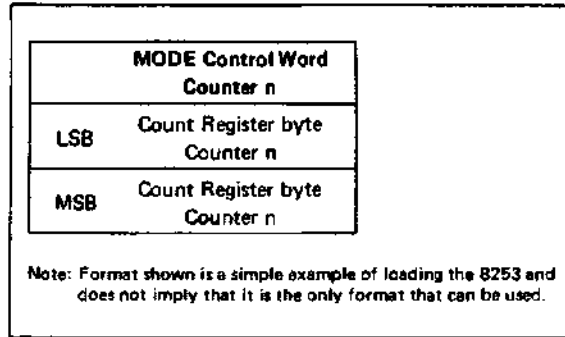 MODE Control Word
Counter n
LSB Count Register byte
Counter n
MSB Count Register byte
Counter n
Note: Format shown is a simple example of loading the 8253 and
does not imply that it is the only format that can be used.